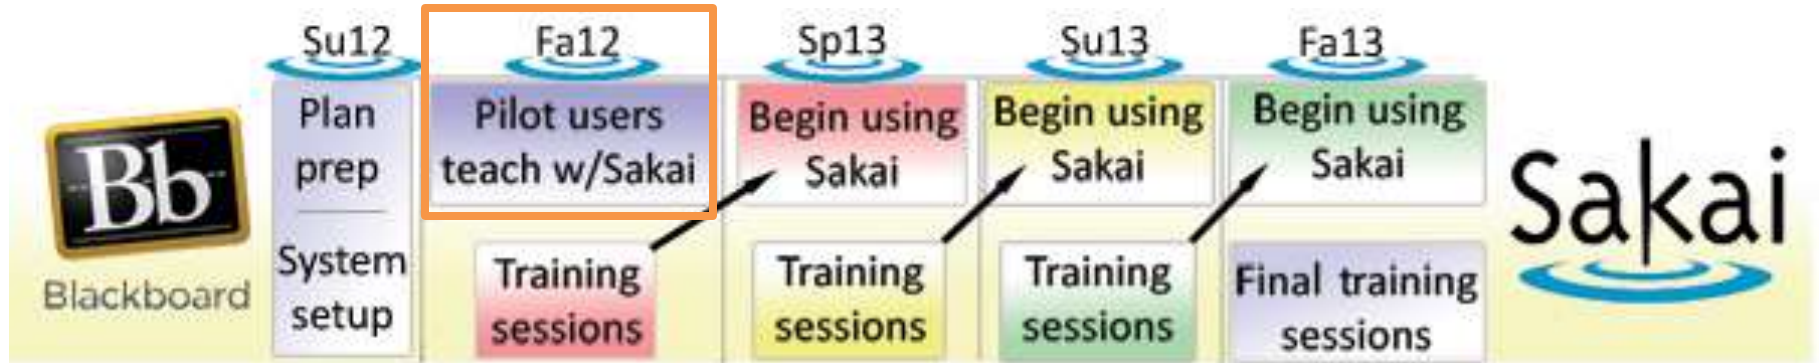 Su12
Fa12
Sp13
Su13
Fa13
Bb
Blackboard
Plan
prep
System
setup
Pilot users
teach w/Sakai
Training
sessions
Begin using
Sakai
Training
sessions
Begin using
Sakai
Training
sessions
Begin using
Sakai
Final training
sessions
Sakai